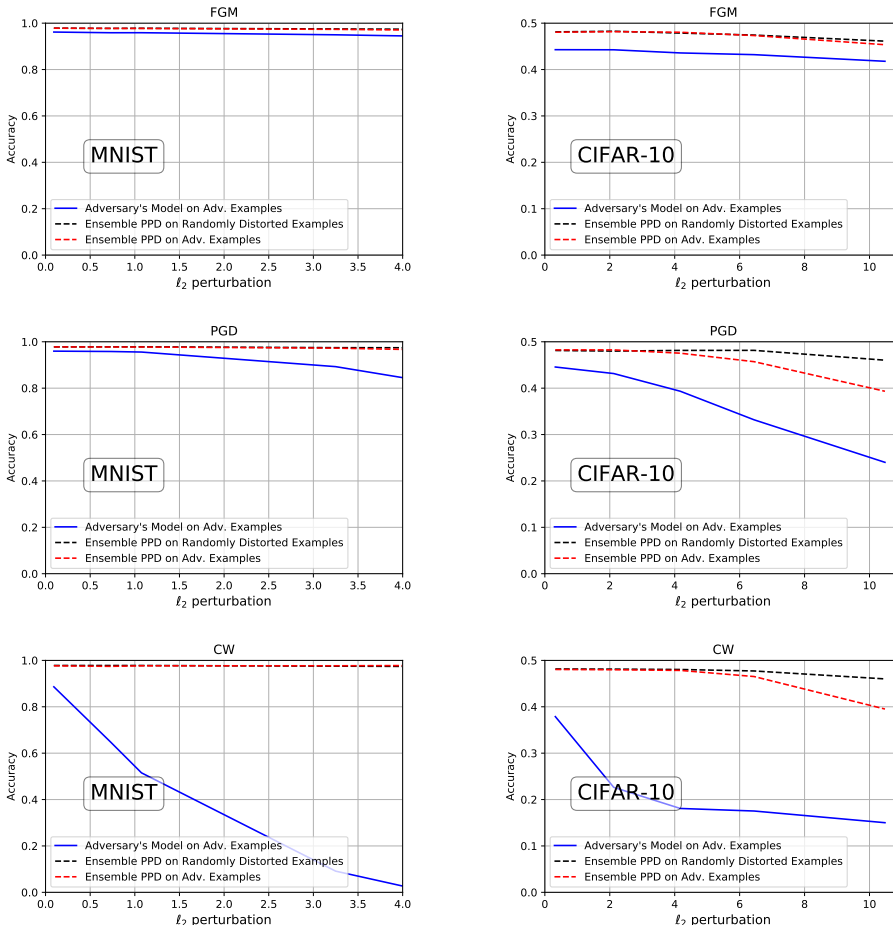 FGM
1.0
0.8
0.6
0.4
0.2
0.0
Accuracy
MNIST
Adversary's Model on Adv. Examples
Ensemble PPD on Randomly Distorted Examples
Ensemble PPD on Adv. Examples
0.0 0.5 1.0 1.5 2.0 2.5 3.0 3.5 4.0
ℓ₂ perturbation
FGM
0.5
0.4
0.3
0.2
0.1
0.0
Accuracy
CIFAR-10
Adversary's Model on Adv. Examples
Ensemble PPD on Randomly Distorted Examples
Ensemble PPD on Adv. Examples
0 2 4 6 8 10
ℓ₂ perturbation
PGD
1.0
0.8
0.6
0.4
0.2
0.0
Accuracy
MNIST
Adversary's Model on Adv. Examples
Ensemble PPD on Randomly Distorted Examples
Ensemble PPD on Adv. Examples
0.0 0.5 1.0 1.5 2.0 2.5 3.0 3.5 4.0
ℓ₂ perturbation
PGD
0.5
0.4
0.3
0.2
0.1
0.0
Accuracy
CIFAR-10
Adversary's Model on Adv. Examples
Ensemble PPD on Randomly Distorted Examples
Ensemble PPD on Adv. Examples
0 2 4 6 8 10
ℓ₂ perturbation
CW
1.0
0.8
0.6
0.4
0.2
0.0
Accuracy
MNIST
Adversary's Model on Adv. Examples
Ensemble PPD on Randomly Distorted Examples
Ensemble PPD on Adv. Examples
0.0 0.5 1.0 1.5 2.0 2.5 3.0 3.5 4.0
ℓ₂ perturbation
CW
0.5
0.4
0.3
0.2
0.1
0.0
Accuracy
CIFAR-10
Adversary's Model on Adv. Examples
Ensemble PPD on Randomly Distorted Examples
Ensemble PPD on Adv. Examples
0 2 4 6 8 10
ℓ₂ perturbation